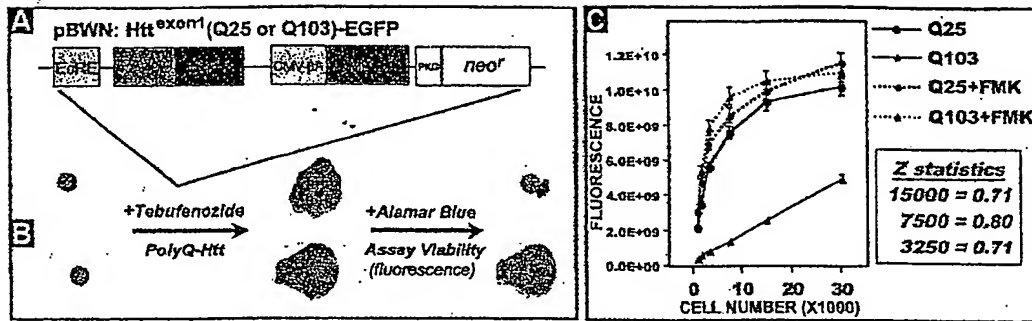 A
pBWN: Htt exon1 (Q25 or Q103)-EGFP
EcRE
CMV
PKG
neo r
B
+Tebufenozide
PolyQ-Htt
+Alamar Blue
Assay Viability
(fluorescence)
C
FLUORESCENCE
1.2E+10
1.0E+10
8.0E+09
6.0E+09
4.0E+09
2.0E+09
0.0E+00
0
10
20
30
CELL NUMBER (X1000)
Q25
Q103
Q25+FMK
Q103+FMK
Z statistics
15000 = 0.71
7500 = 0.80
3250 = 0.71